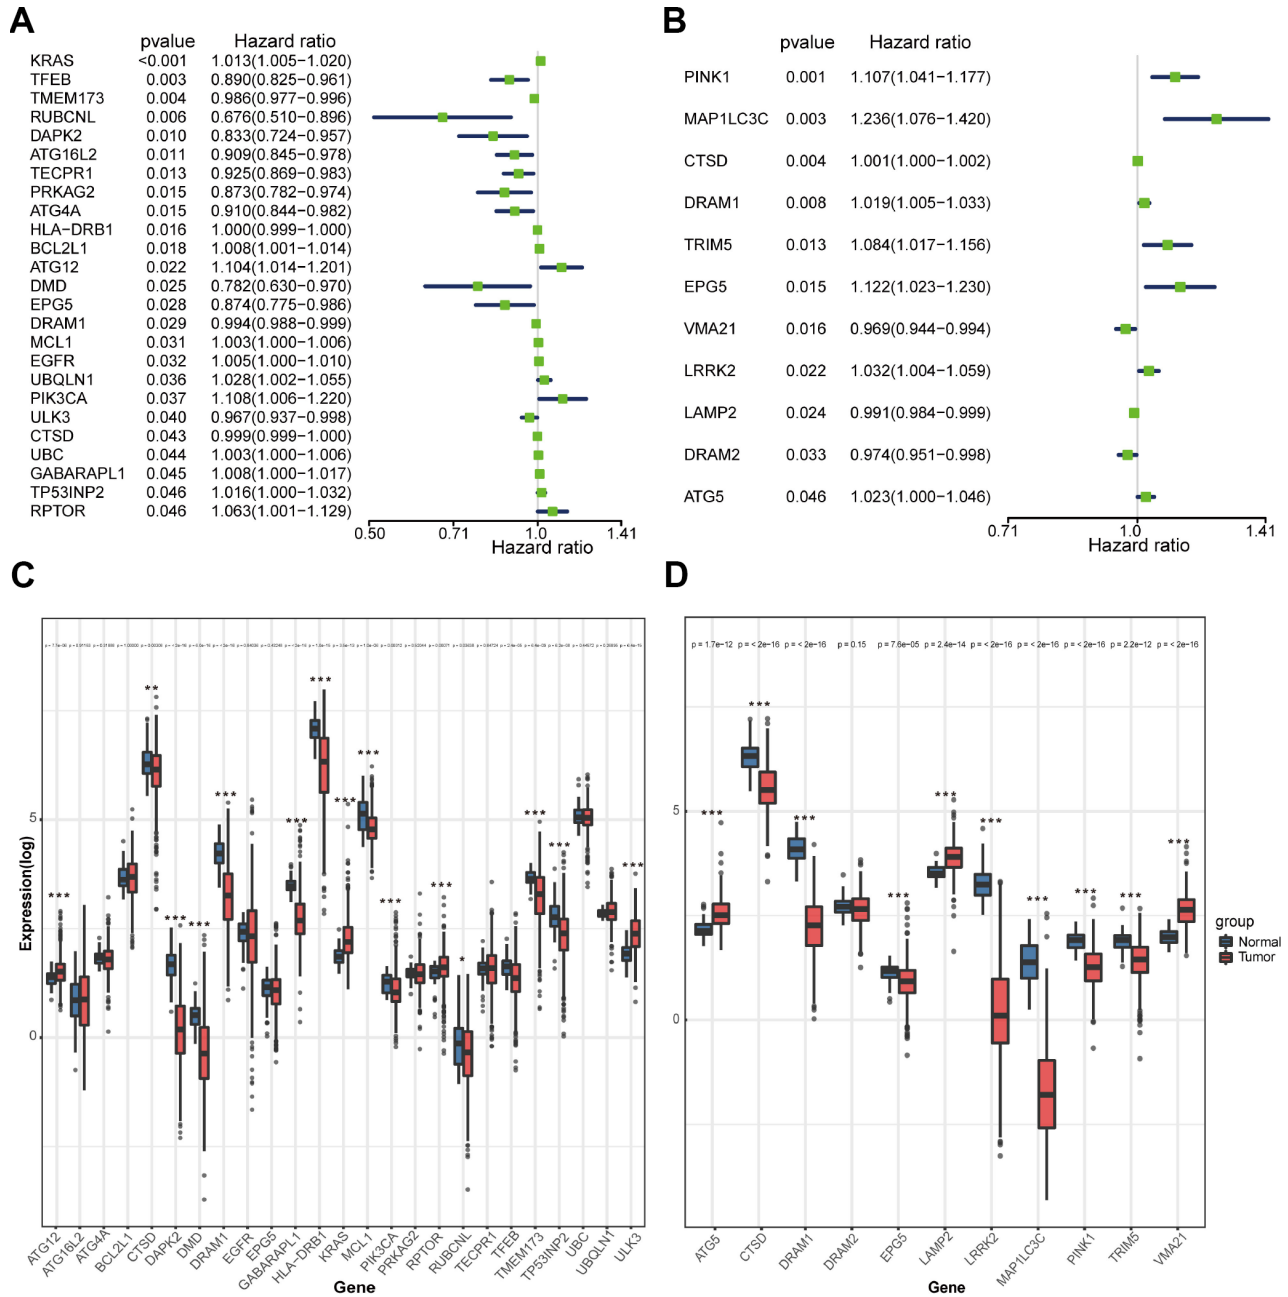 A
pvalue Hazard ratio
KRAS <0.001 1.013(1.005−1.020)
TFEB 0.003 0.890(0.825−0.961)
TMEM173 0.004 0.986(0.977−0.996)
RUBCNL 0.006 0.676(0.510−0.896)
DAPK2 0.010 0.833(0.724−0.957)
ATG16L2 0.011 0.909(0.845−0.978)
TECPR1 0.013 0.925(0.869−0.983)
PRKAG2 0.015 0.873(0.782−0.974)
ATG4A 0.015 0.910(0.844−0.982)
HLA−DRB1 0.016 1.000(0.999−1.000)
BCL2L1 0.018 1.008(1.001−1.014)
ATG12 0.022 1.104(1.014−1.201)
DMD 0.025 0.782(0.630−0.970)
EPG5 0.028 0.874(0.775−0.986)
DRAM1 0.029 0.994(0.988−0.999)
MCL1 0.031 1.003(1.000−1.006)
EGFR 0.032 1.005(1.000−1.010)
UBQLN1 0.036 1.028(1.002−1.055)
PIK3CA 0.037 1.108(1.006−1.220)
ULK3 0.040 0.967(0.937−0.998)
CTSD 0.043 0.999(0.999−1.000)
UBC 0.044 1.003(1.000−1.006)
GABARAPL1 0.045 1.008(1.000−1.017)
TP53INP2 0.046 1.016(1.000−1.032)
RPTOR 0.046 1.063(1.001−1.129)
0.50 0.71 1.0 1.41
Hazard ratio
B
pvalue Hazard ratio
PINK1 0.001 1.107(1.041−1.177)
MAP1LC3C 0.003 1.236(1.076−1.420)
CTSD 0.004 1.001(1.000−1.002)
DRAM1 0.008 1.019(1.005−1.033)
TRIM5 0.013 1.084(1.017−1.156)
EPG5 0.015 1.122(1.023−1.230)
VMA21 0.016 0.969(0.944−0.994)
LRRK2 0.022 1.032(1.004−1.059)
LAMP2 0.024 0.991(0.984−0.999)
DRAM2 0.033 0.974(0.951−0.998)
ATG5 0.046 1.023(1.000−1.046)
0.71 1.0 1.41
Hazard ratio
C
*** ** *** *** *** *** *** *** *** *** *** * *** *** ***
Expression(log)
5
0
ATG12 ATG16L2 ATG4A BCL2L1 CTSD DAPK2 DMD DRAM1 EGFR EPG5 GABARAPL1 HLA−DRB1 KRAS MCL1 PIK3CA PRKAG2 RPTOR RUBCNL TECPR1 TFEB TMEM173 TP53INP2 UBC UBQLN1 ULK3
Gene
D
p = 1.7e−12 p = <2e−16 p = <2e−16 p = 0.15 p = 7.6e−05 p = 2.4e−14 p = <2e−16 p = <2e−16 p = <2e−16 p = 2.2e−12 p = <2e−16
*** *** *** *** *** *** *** *** *** ***
5
0
ATG5 CTSD DRAM1 DRAM2 EPG5 LAMP2 LRRK2 MAP1LC3C PINK1 TRIM5 VMA21
Gene
group
Normal
Tumor